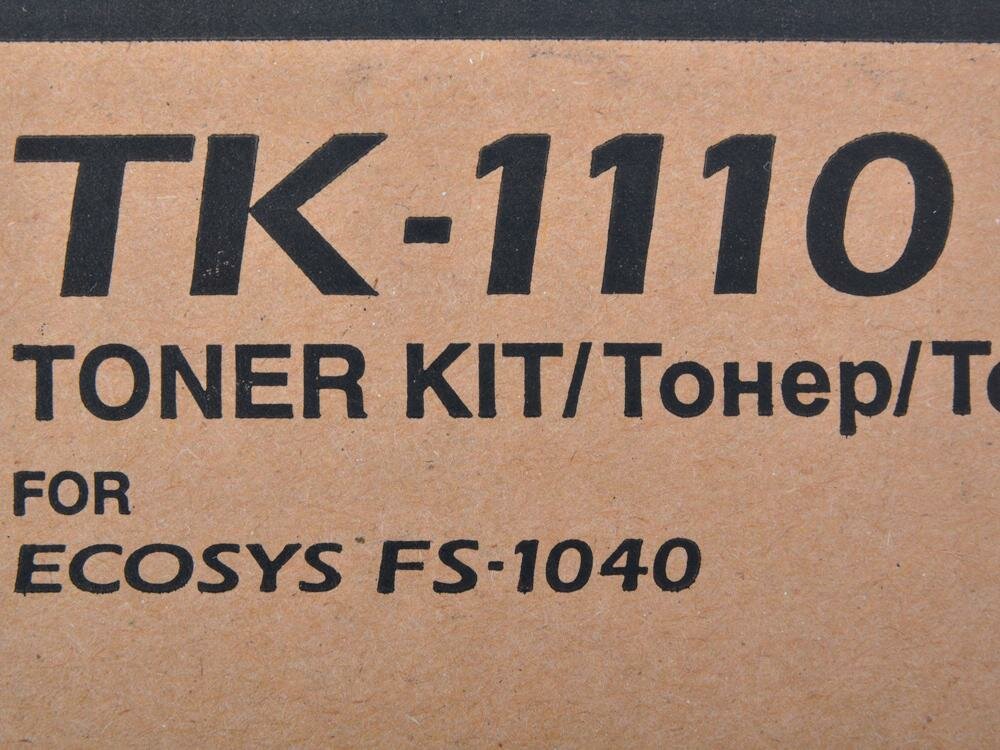 TK-1110
TONER KIT/Тонер/
FOR
ECOSYS FS-1040